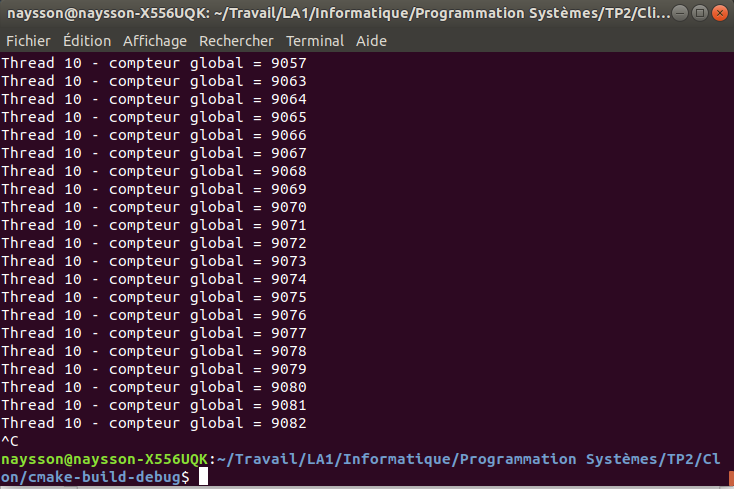 naysson@naysson-X556UQK: ~/Travail/LA1/Informatique/Programmation Systèmes/TP2/Cli...
Fichier Édition Affichage Rechercher Terminal Aide
Thread 10 - compteur global = 9057
Thread 10 - compteur global = 9063
Thread 10 - compteur global = 9064
Thread 10 - compteur global = 9065
Thread 10 - compteur global = 9066
Thread 10 - compteur global = 9067
Thread 10 - compteur global = 9068
Thread 10 - compteur global = 9069
Thread 10 - compteur global = 9070
Thread 10 - compteur global = 9071
Thread 10 - compteur global = 9072
Thread 10 - compteur global = 9073
Thread 10 - compteur global = 9074
Thread 10 - compteur global = 9075
Thread 10 - compteur global = 9076
Thread 10 - compteur global = 9077
Thread 10 - compteur global = 9078
Thread 10 - compteur global = 9079
Thread 10 - compteur global = 9080
Thread 10 - compteur global = 9081
Thread 10 - compteur global = 9082
^C
naysson@naysson-X556UQK:~/Travail/LA1/Informatique/Programmation Systèmes/TP2/Cl
on/cmake-build-debug$